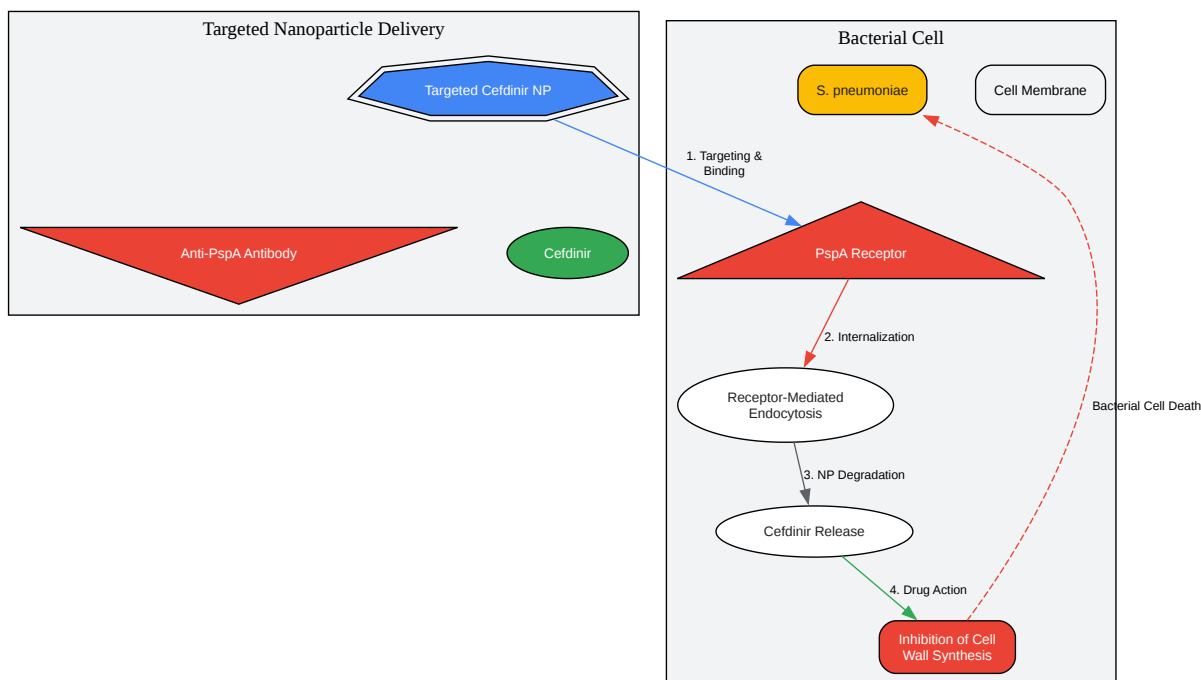 Targeted Nanoparticle Delivery
Targeted Cefdinir NP
Anti-PspA Antibody
Cefdinir
Bacterial Cell
S. pneumoniae
Cell Membrane
1. Targeting &
Binding
PspA Receptor
2. Internalization
Receptor-Mediated
Endocytosis
Bacterial Cell Death
3. NP Degradation
Cefdinir Release
4. Drug Action
Inhibition of Cell
Wall Synthesis